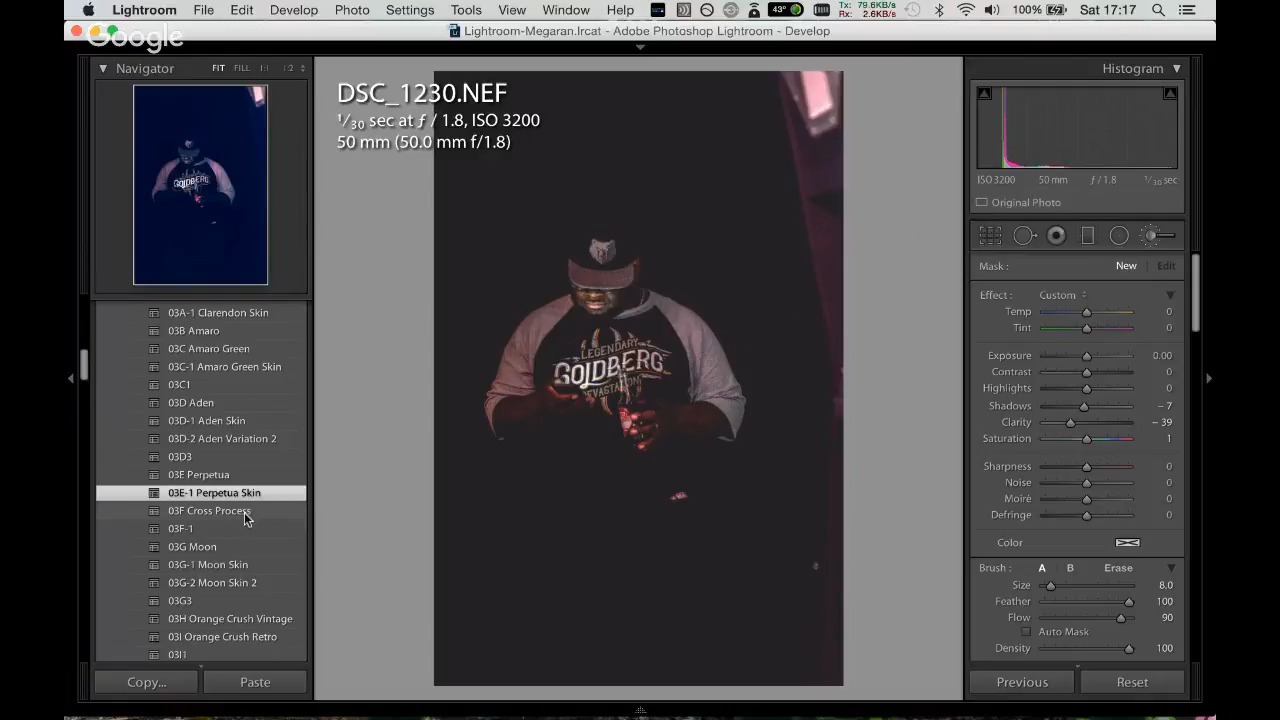 Lightroom File Edit Develop Photo Settings Tools View Window Help 43° Tx: 79.6KB/s Rx: 2.6KB/s 100% Sat 17:17
Google
Lightroom-Megaran.lrcat - Adobe Photoshop Lightroom - Develop
Navigator FIT FILL 1:1 1:2
03A-1 Clarendon Skin
03B Amaro
03C Amaro Green
03C-1 Amaro Green Skin
03C1
03D Aden
03D-1 Aden Skin
03D-2 Aden Variation 2
03D3
03E Perpetua
03E-1 Perpetua Skin
03F Cross Process
03F-1
03G Moon
03G-1 Moon Skin
03G-2 Moon Skin 2
03G3
03H Orange Crush Vintage
03I Orange Crush Retro
03I1
Copy... Paste
DSC_1230.NEF
1/30 sec at ƒ / 1.8, ISO 3200
50 mm (50.0 mm f/1.8)
LEGENDARY
GOLDBERG
DEVASTATION
Histogram
ISO 3200 50 mm ƒ / 1.8 1/30 sec
Original Photo
Mask : New Edit
Effect : Custom
Temp 0
Tint 0
Exposure 0.00
Contrast 0
Highlights 0
Shadows – 7
Clarity – 39
Saturation 1
Sharpness 0
Noise 0
Moiré 0
Defringe 0
Color
Brush : A B Erase
Size 8.0
Feather 100
Flow 90
Auto Mask
Density 100
Previous Reset